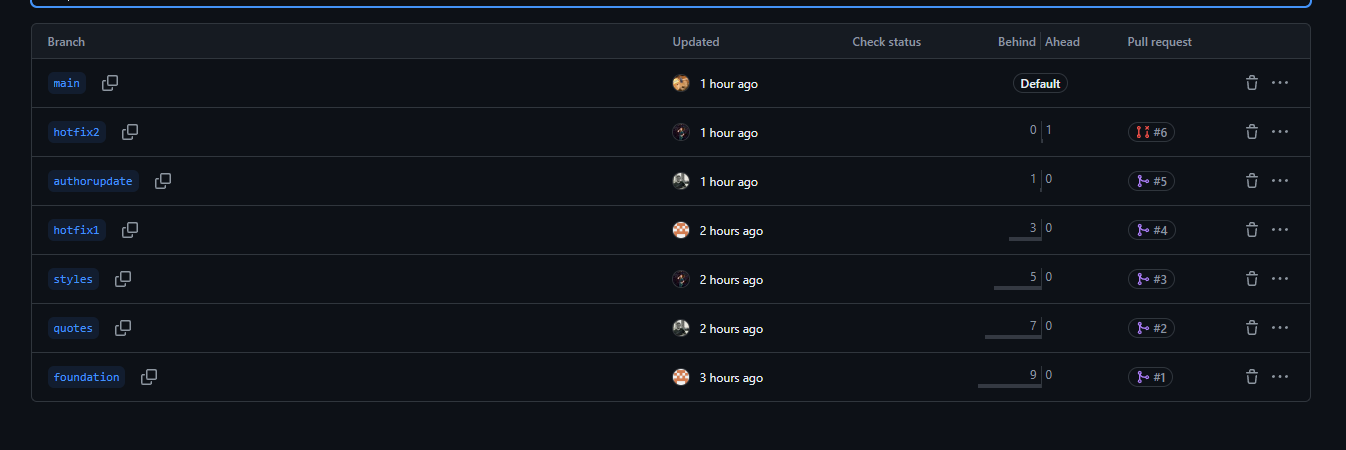 Branch Updated Check status Behind Ahead Pull request
main 1 hour ago Default
hotfix2 1 hour ago 0 1 #6
authorupdate 1 hour ago 1 0 #5
hotfix1 2 hours ago 3 0 #4
styles 2 hours ago 5 0 #3
quotes 2 hours ago 7 0 #2
foundation 3 hours ago 9 0 #1